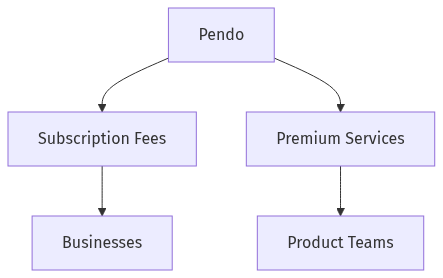 Pendo
Subscription Fees
Premium Services
Businesses
Product Teams